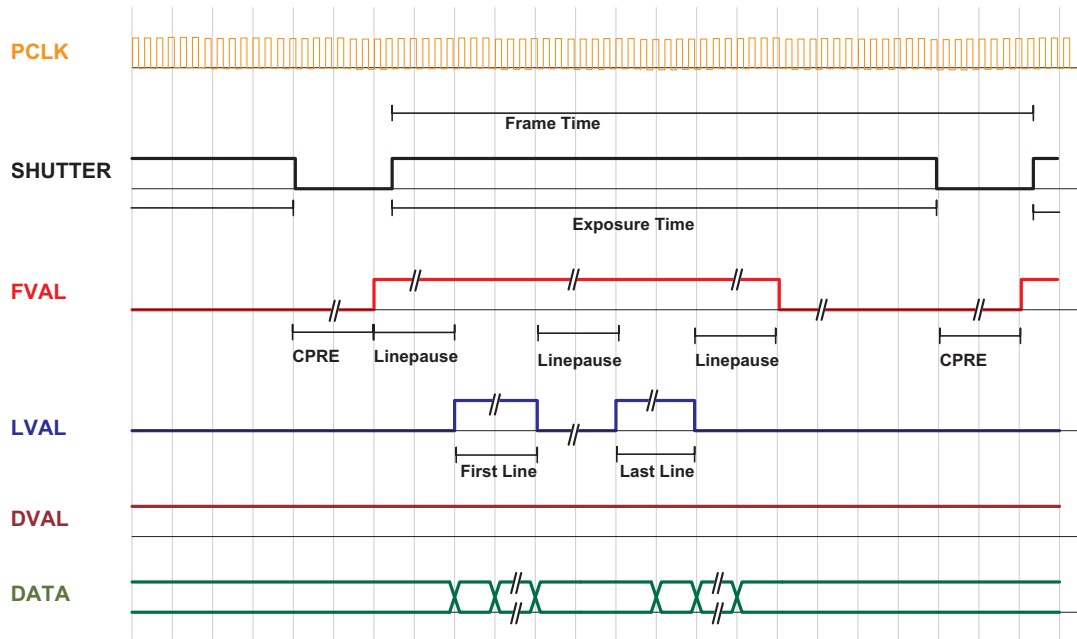 PCLK
Frame Time
SHUTTER
Exposure Time
FVAL
CPRE
Linepause
Linepause
Linepause
CPRE
LVAL
First Line
Last Line
DVAL
DATA